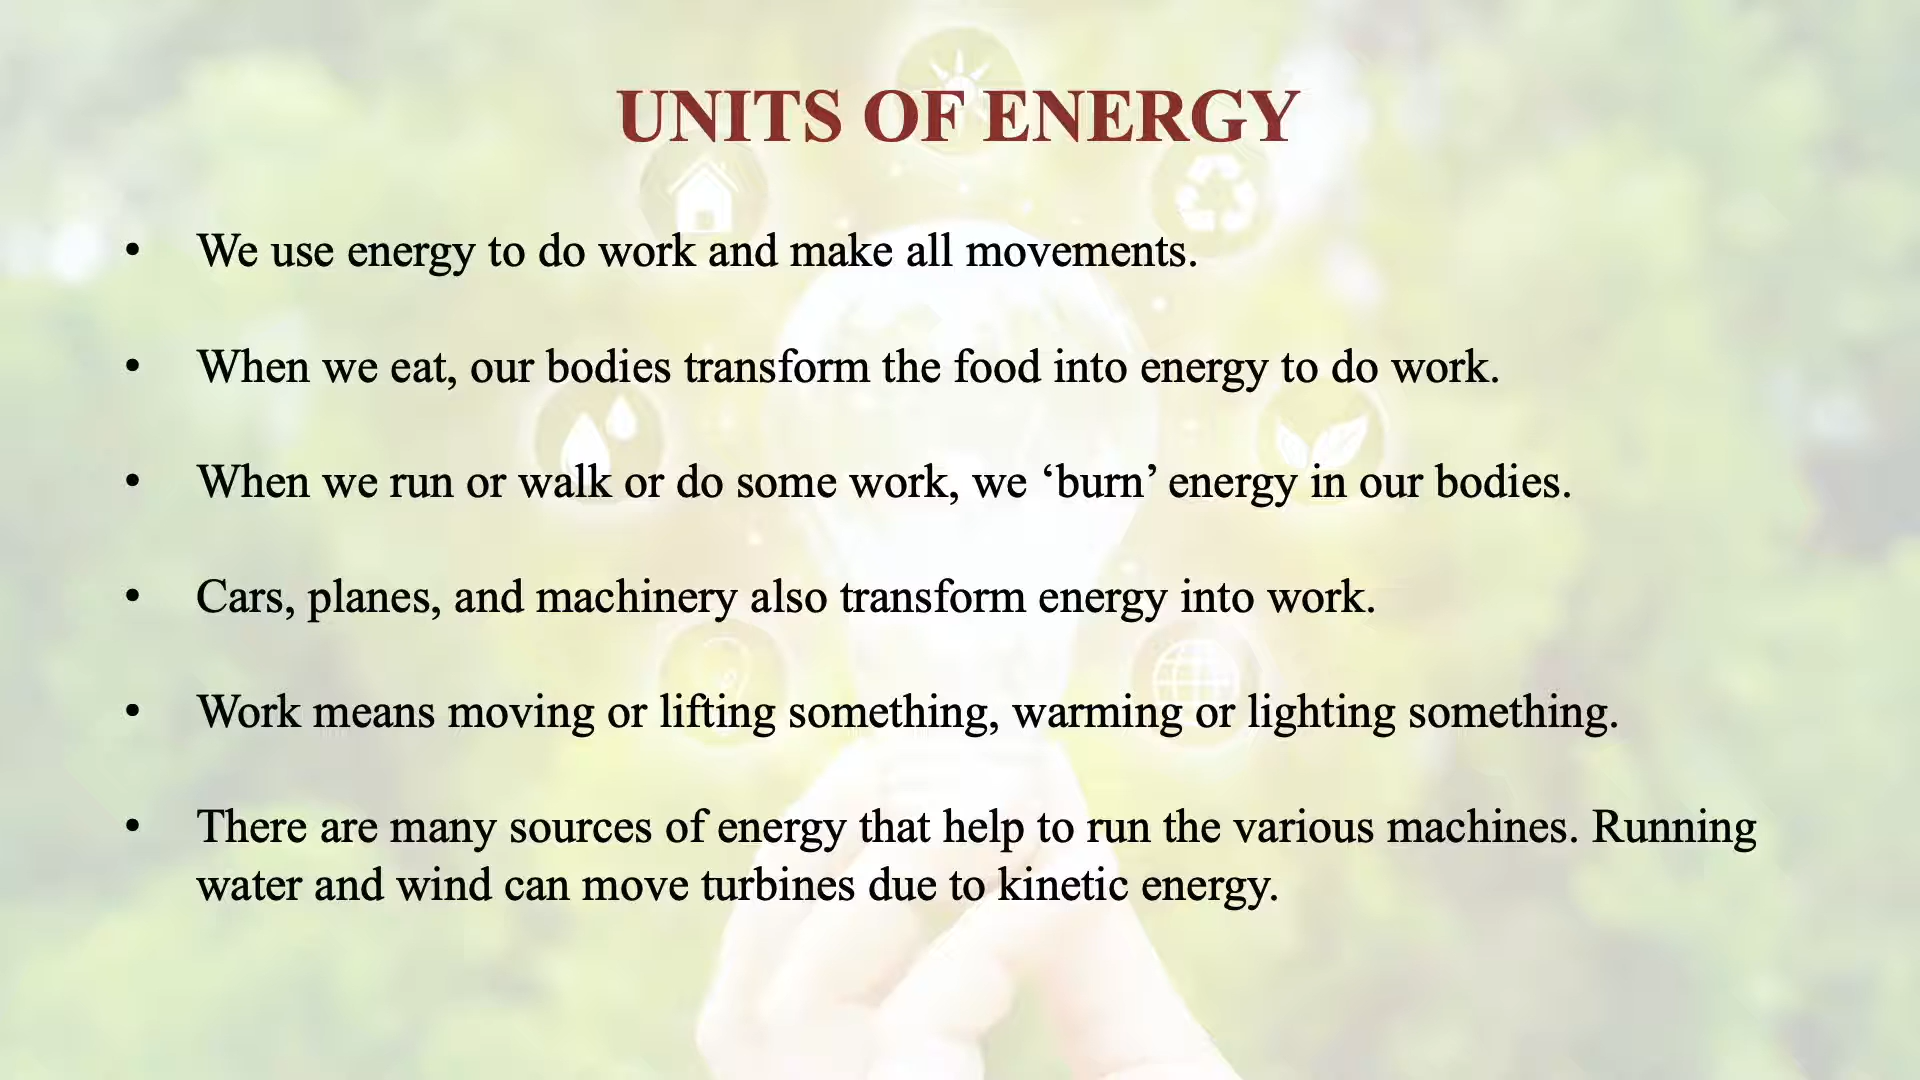 UNITS OF ENERGY
• We use energy to do work and make all movements.
• When we eat, our bodies transform the food into energy to do work.
• When we run or walk or do some work, we ‘burn’ energy in our bodies.
• Cars, planes, and machinery also transform energy into work.
• Work means moving or lifting something, warming or lighting something.
• There are many sources of energy that help to run the various machines. Running
water and wind can move turbines due to kinetic energy.